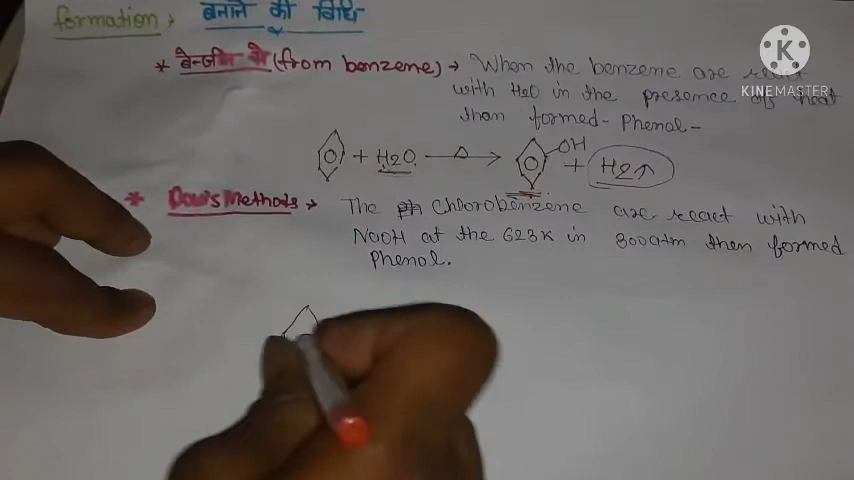 formation:→ बनाने की विधि
* बेन्जीन से (from benzene) → When the benzene are react
with H2O in the presence of heat
than formed- Phenol-
+ H2O → OH + H2↑
* Dow's Methods → The Chlorobenzene are react with
NaOH at the 623K in 300atm then formed
Phenol.
K
KINEMASTER